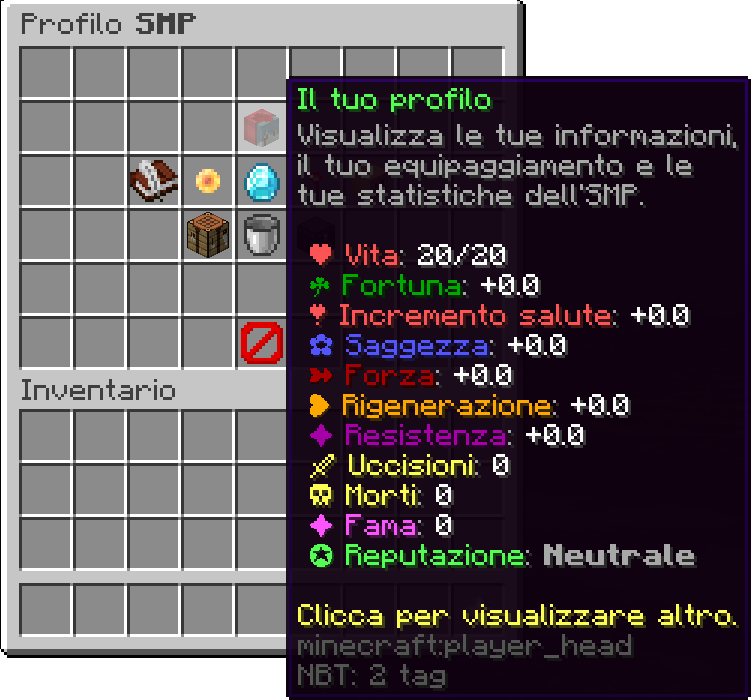 Profilo SMP
Il tuo profilo
Visualizza le tue informazioni,
il tuo equipaggiamento e le
tue statistiche dell'SMP.
Vita: 20/20
Fortuna: +0.0
Incremento salute: +0.0
Saggezza: +0.0
Forza: +0.0
Rigenerazione: +0.0
Resistenza: +0.0
Uccisioni: 0
Morti: 0
Fama: 0
Reputazione: Neutrale
Clicca per visualizzare altro.
minecraft:player_head
NBT: 2 tag
Inventario